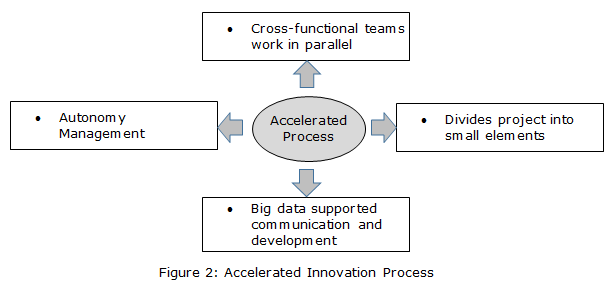 • Cross-functional teams
work in parallel
• Autonomy
Management
Accelerated
Process
• Divides project into
small elements
• Big data supported
communication and
development
Figure 2: Accelerated Innovation Process